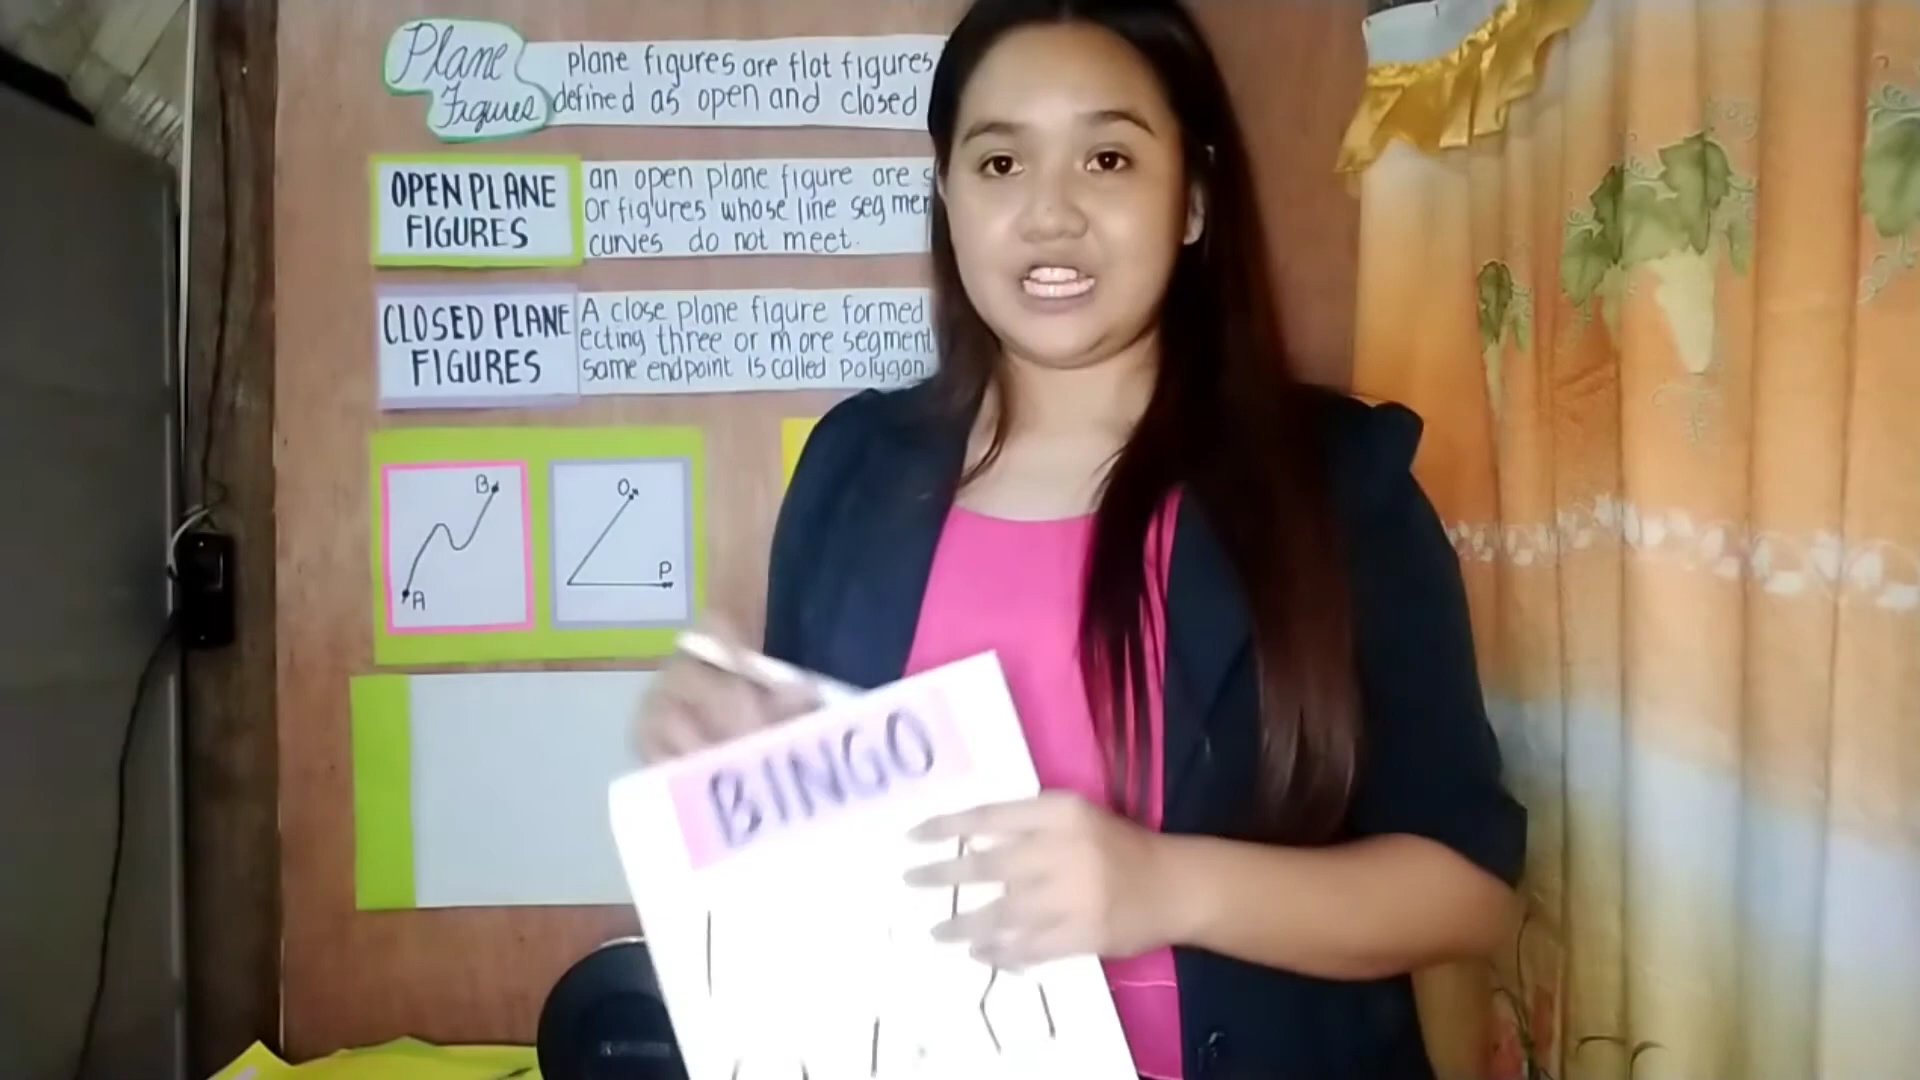 Plane
Figures
plane figures are flat figures
defined as open and closed
OPEN PLANE
FIGURES
an open plane figure are
or figures whose line
curves do not meet.
CLOSED PLANE
FIGURES
A close plane figure formed
ecting three or more segment
same endpoint is called polygon
B
A
O
P
BINGO